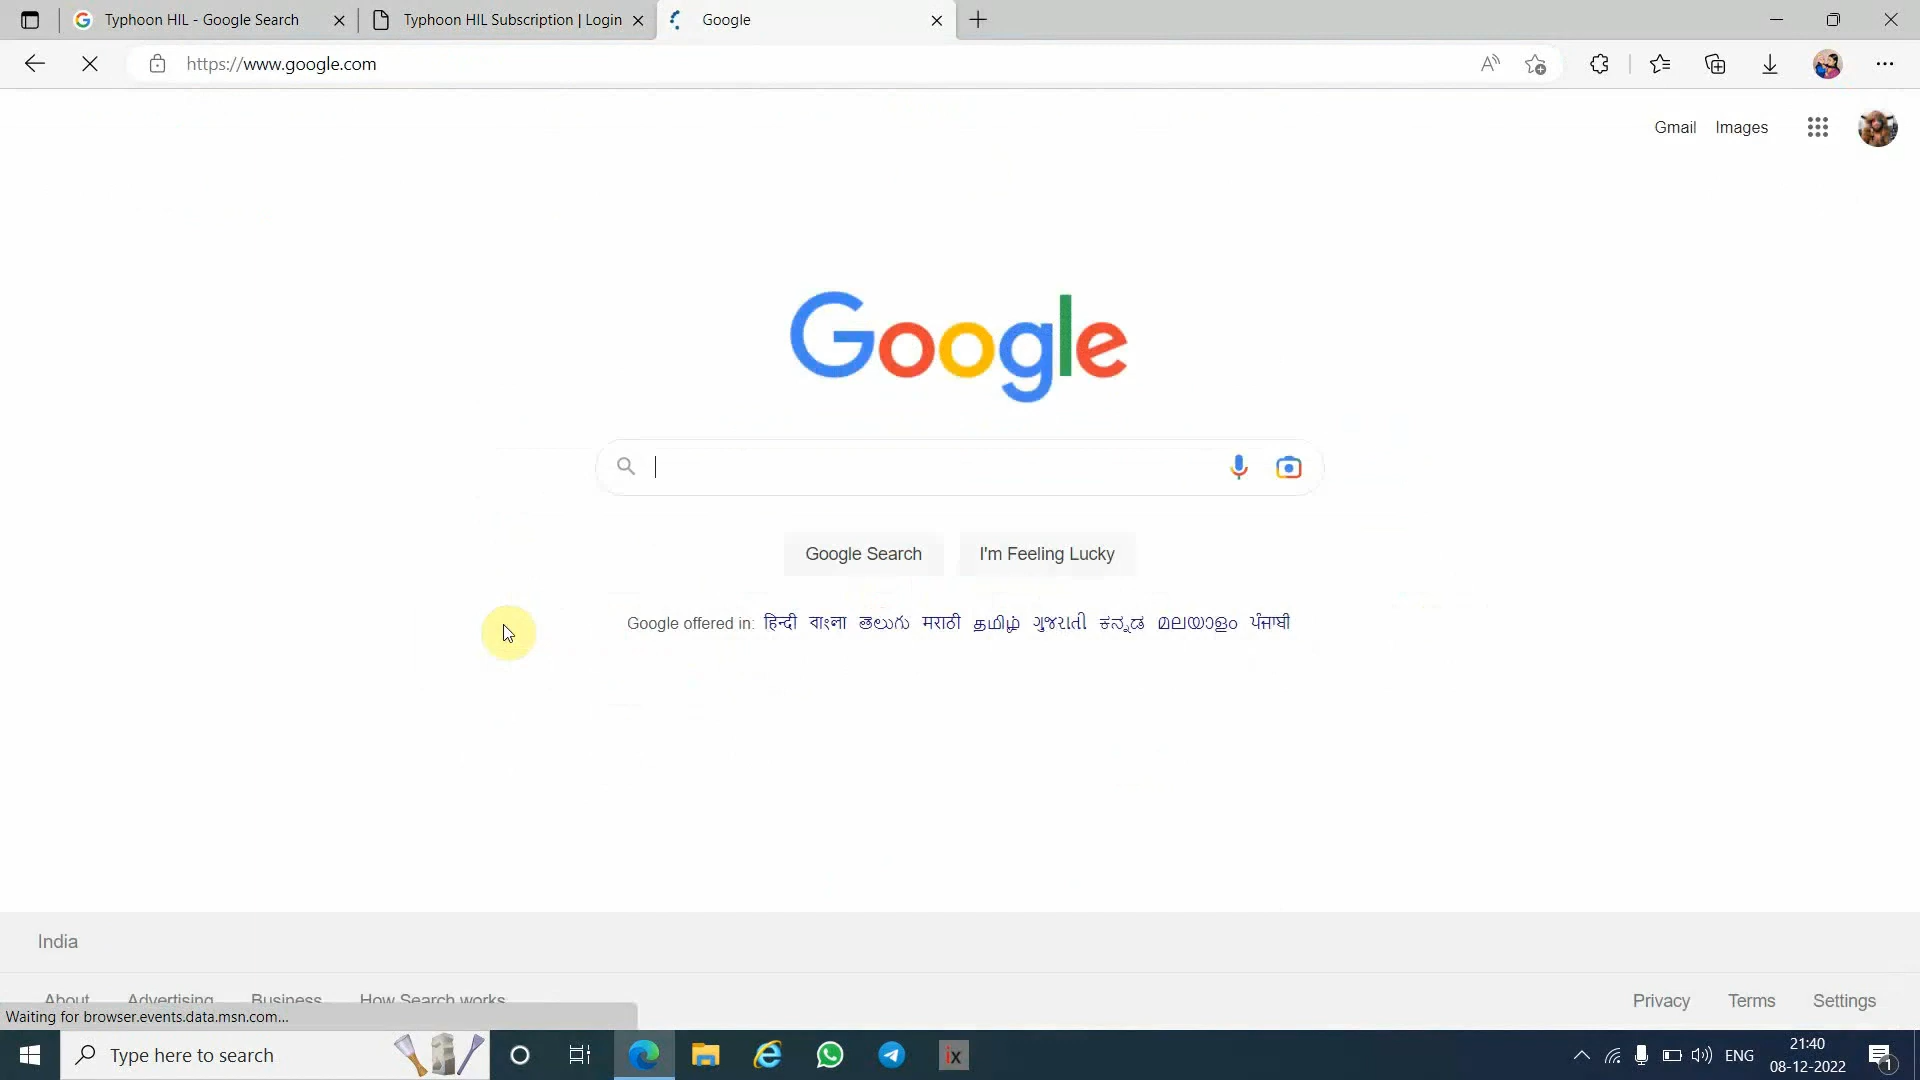 Typhoon HIL - Google Search
Typhoon HIL Subscription | Login
Google
https://www.google.com
Gmail Images
Google
Google Search
I'm Feeling Lucky
Google offered in: हिन्दी বাংলা తెలుగు मराठी தமிழ் ગુજરાતી ಕನ್ನಡ മലയാളം ਪੰਜਾਬੀ
India
About Advertising Business How Search works
Privacy Terms Settings
Waiting for browser.events.data.msn.com...
Type here to search
ix
ENG
21:40
08-12-2022
1